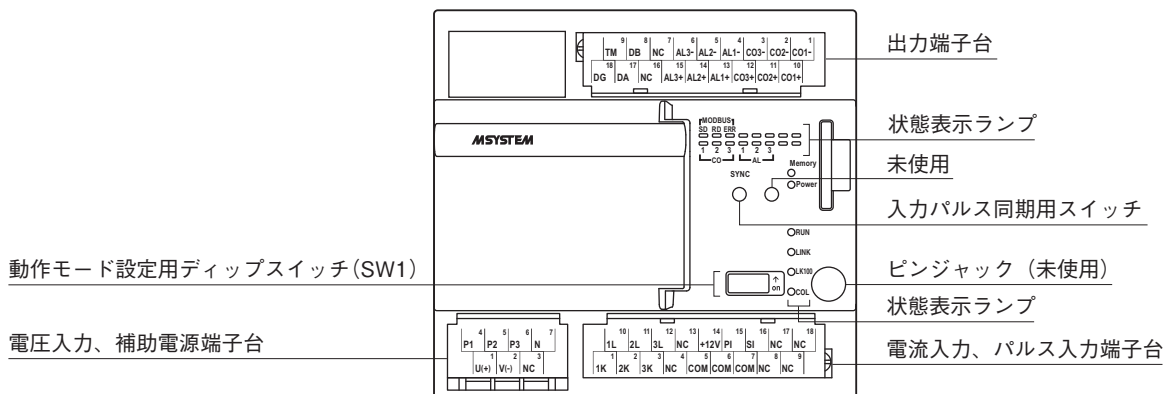 出力端子台
9 8 7 6 5 4 3 2 1
TM DB NC AL3- AL2- AL1- CO3- CO2- CO1-
18 17 16 15 14 13 12 11 10
DG DA NC AL3+ AL2+ AL1+ CO3+ CO2+ CO1+
MSYSTEM
MODBUS
SD RD ERR
1 2 3 1 2 3
CO AL
状態表示ランプ
Memory
Power
未使用
SYNC
入力パルス同期用スイッチ
RUN
LINK
LK100
COL
動作モード設定用ディップスイッチ(SW1)
↑
on
ピンジャック（未使用）
状態表示ランプ
電圧入力、補助電源端子台
4 5 6 7
P1 P2 P3 N
1 2 3
U(+) V(-) NC
10 11 12 13 14 15 16 17 18
1L 2L 3L NC +12V PI SI NC NC
1 2 3 4 5 6 7 8 9
1K 2K 3K NC COM COM COM NC NC
電流入力、パルス入力端子台